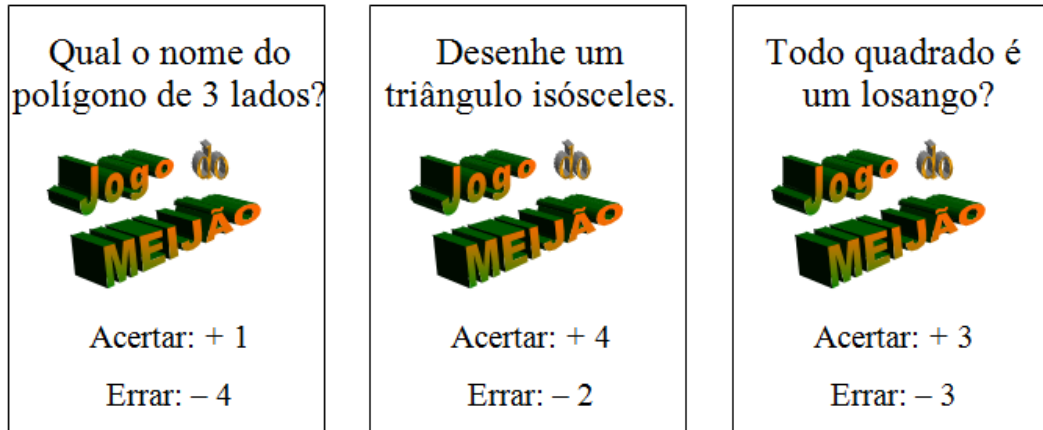 Qual o nome do
polígono de 3 lados?
Jogo do
MEIJÃO
Acertar: + 1
Errar: – 4
Desenhe um
triângulo isósceles.
Jogo do
MEIJÃO
Acertar: + 4
Errar: – 2
Todo quadrado é
um losango?
Jogo do
MEIJÃO
Acertar: + 3
Errar: – 3